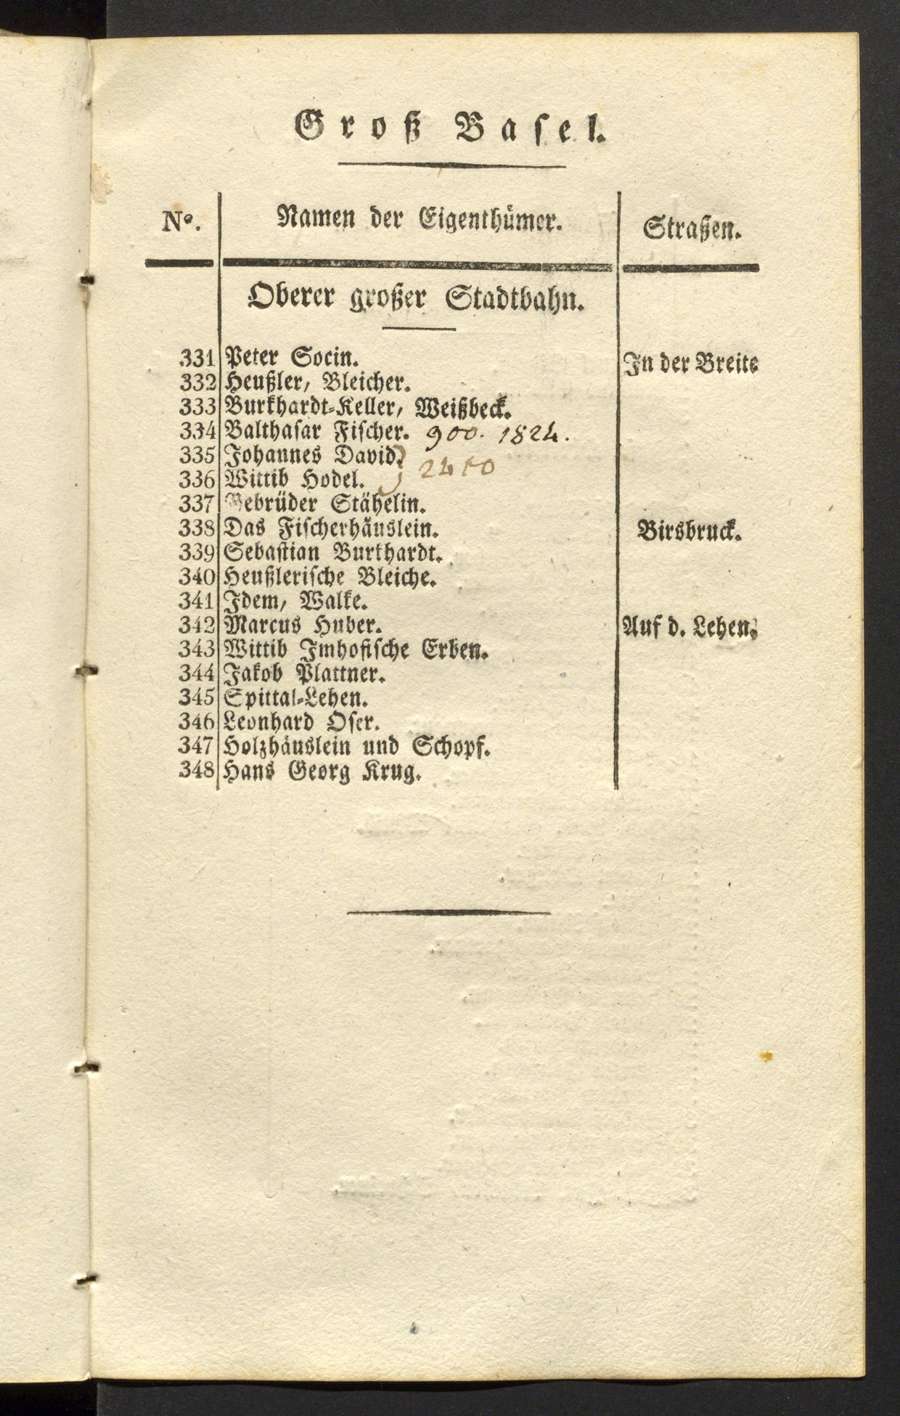 Groß Basel.
Nº. Namen der Eigenthümer. Straßen.
Oberer großer Stadtbahn.
331 Peter Socin. In der Breite
332 Heußler, Bleicher.
333 Burkhardt-Keller, Weißbeck.
334 Balthasar Fischer. 900. 1824.
335 Johannes David.
336 Wittib Hodel. 2400
337 Gebrüder Stähelin.
338 Das Fischerhäuslein. Birsbruck.
339 Sebastian Burkhardt.
340 Heußlerische Bleiche.
341 Idem, Walke.
342 Marcus Huber. Auf d. Lehen.
343 Wittib Imhofische Erben.
344 Jakob Plattner.
345 Spittal-Lehen.
346 Leonhard Oser.
347 Holzhäuslein und Schopf.
348 Hans Georg Krug.